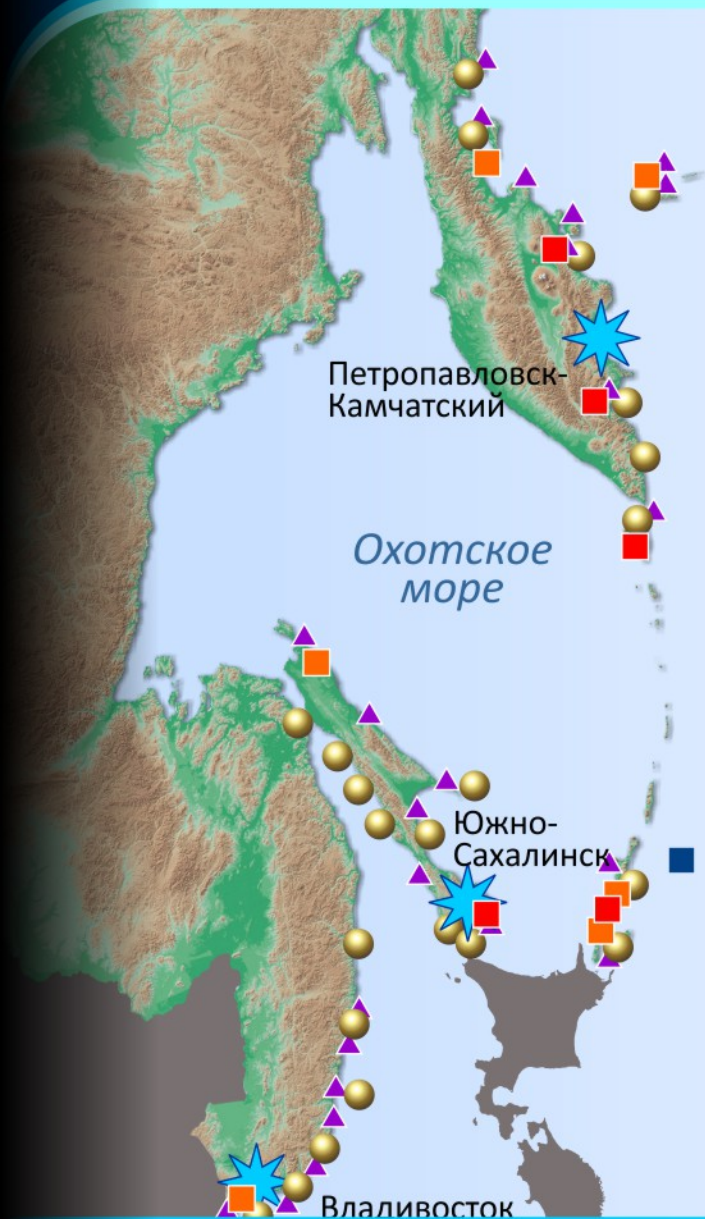 Петропавловск-
Камчатский
Охотское
море
Южно-
Сахалинск
Владивосток